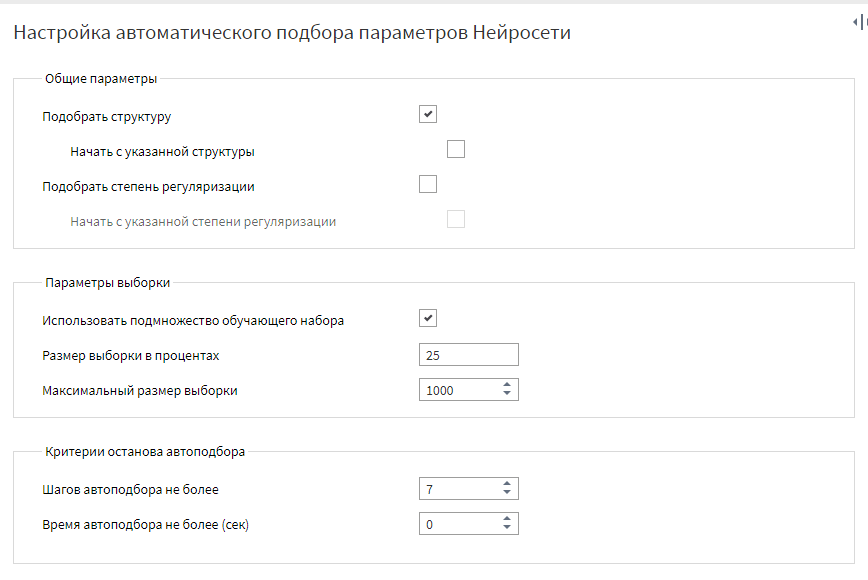 Настройка автоматического подбора параметров Нейросети
Общие параметры
Подобрать структуру
Начать с указанной структуры
Подобрать степень регуляризации
Начать с указанной степени регуляризации
Параметры выборки
Использовать подмножество обучающего набора
Размер выборки в процентах 25
Максимальный размер выборки 1000
Критерии останова автоподбора
Шагов автоподбора не более 7
Время автоподбора не более (сек) 0